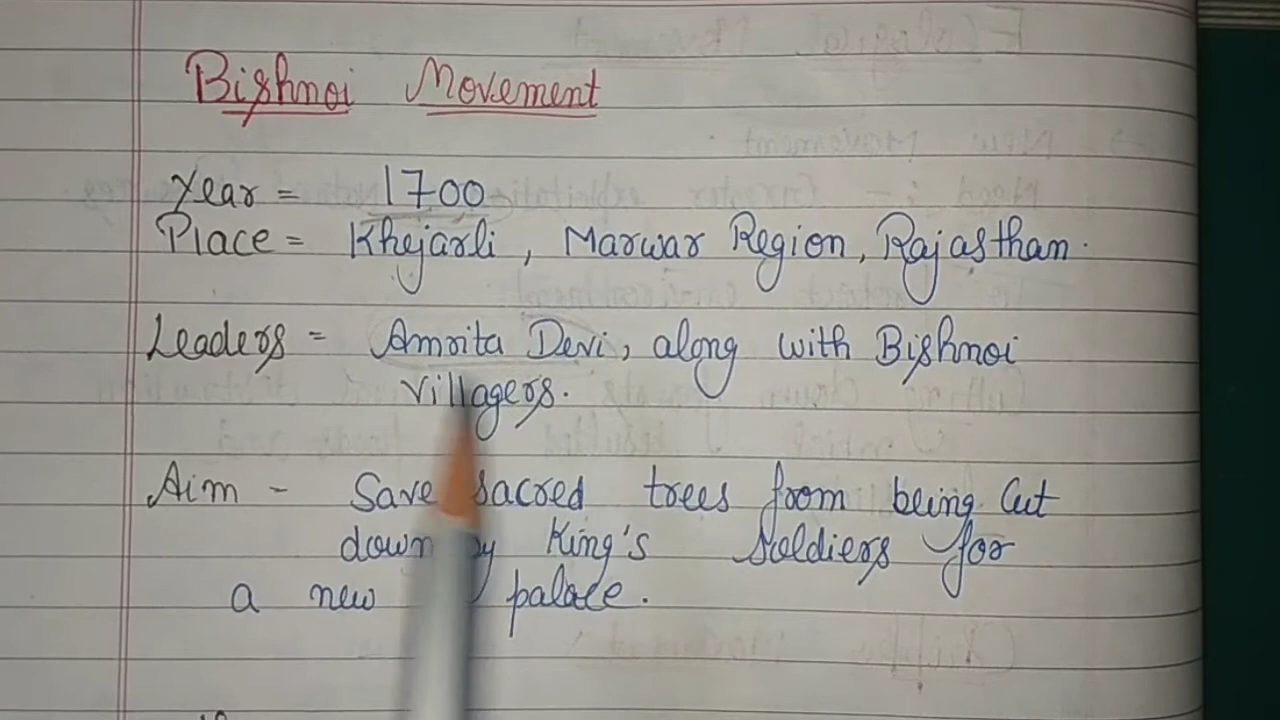 Bishnoi Movement
Year = 1700
Place = Khejarli, Marwar Region, Rajasthan.
Leaders = Amrita Devi, along with Bishnoi
villagers.
Aim - Save sacred trees from being Cut
down by King's Soldiers for
a new palace.